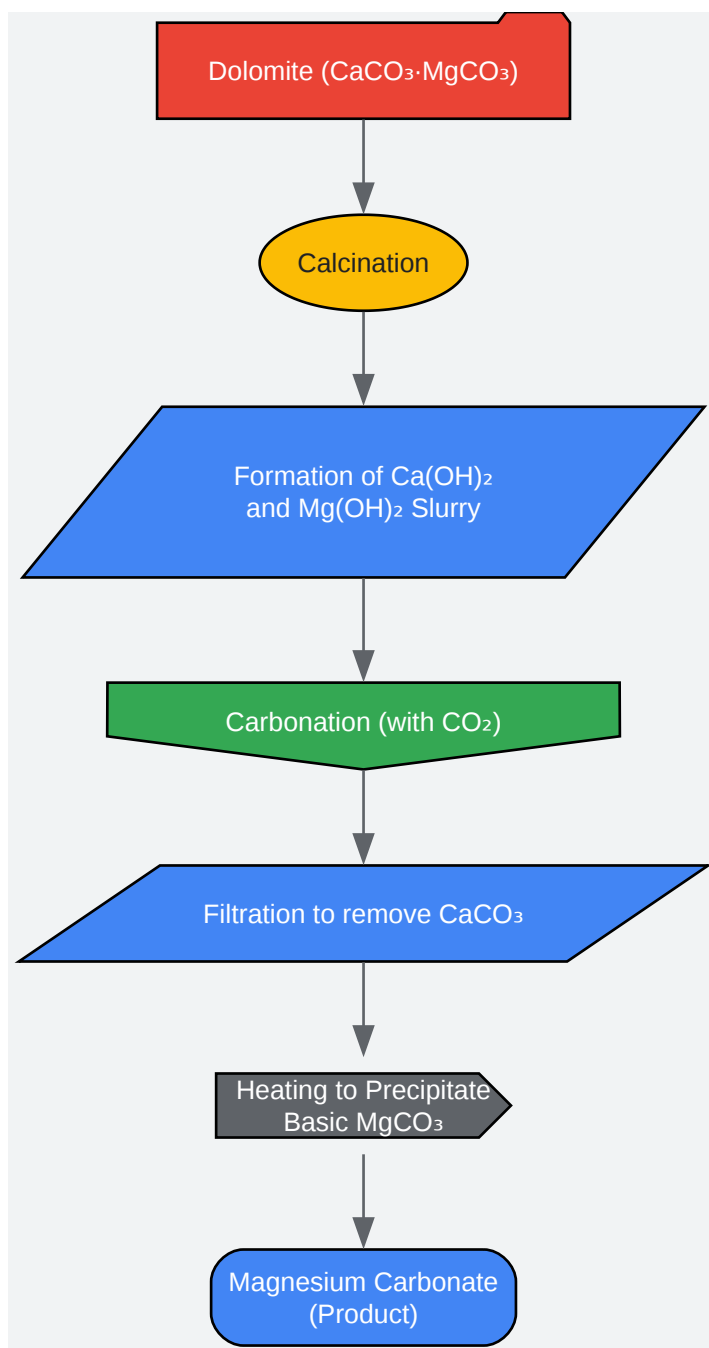 Dolomite (CaCO₃·MgCO₃)
Calcination
Formation of Ca(OH)₂
and Mg(OH)₂ Slurry
Carbonation (with CO₂)
Filtration to remove CaCO₃
Heating to Precipitate
Basic MgCO₃
Magnesium Carbonate
(Product)